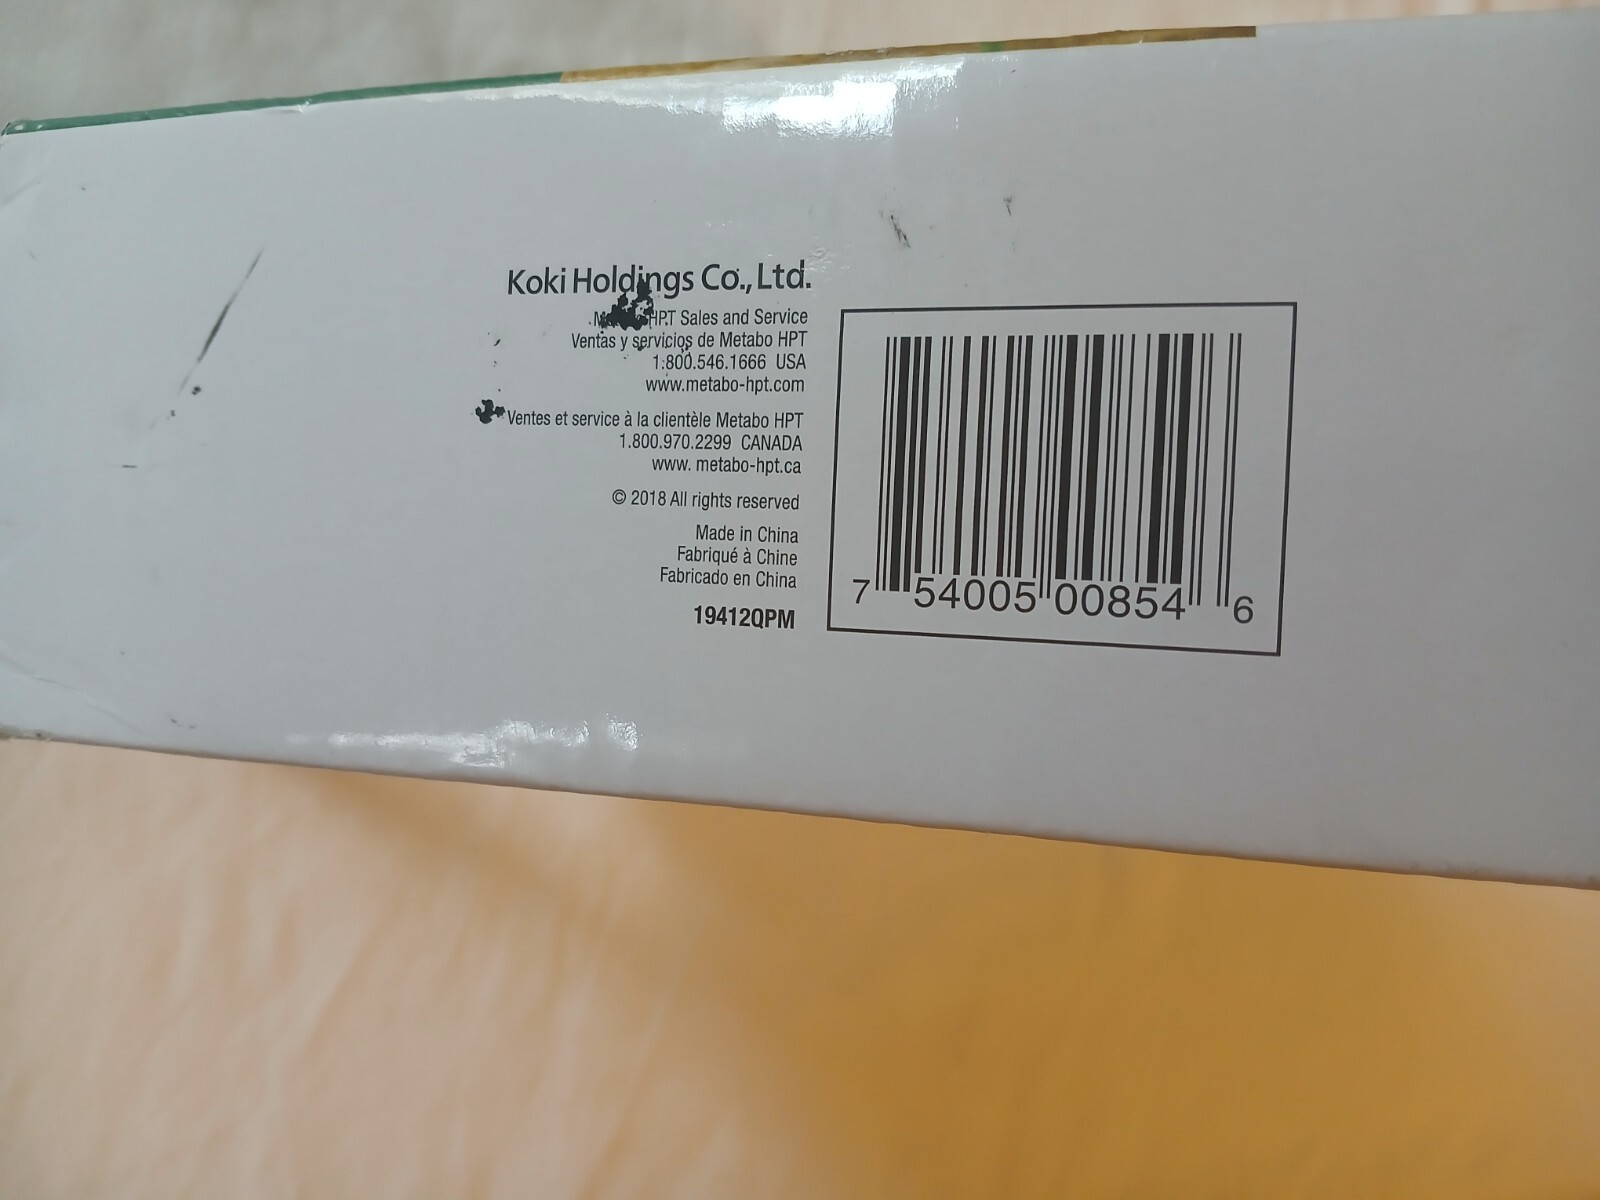 Koki Holdings Co., Ltd.
HPT Sales and Service
Ventas y servicios de Metabo HPT
1.800.546.1666 USA
www.metabo-hpt.com
Ventes et service à la clientèle Metabo HPT
1.800.970.2299 CANADA
www. metabo-hpt.ca
© 2018 All rights reserved
Made in China
Fabriqué à Chine
Fabricado en China
19412QPM
7 54005 00854 6